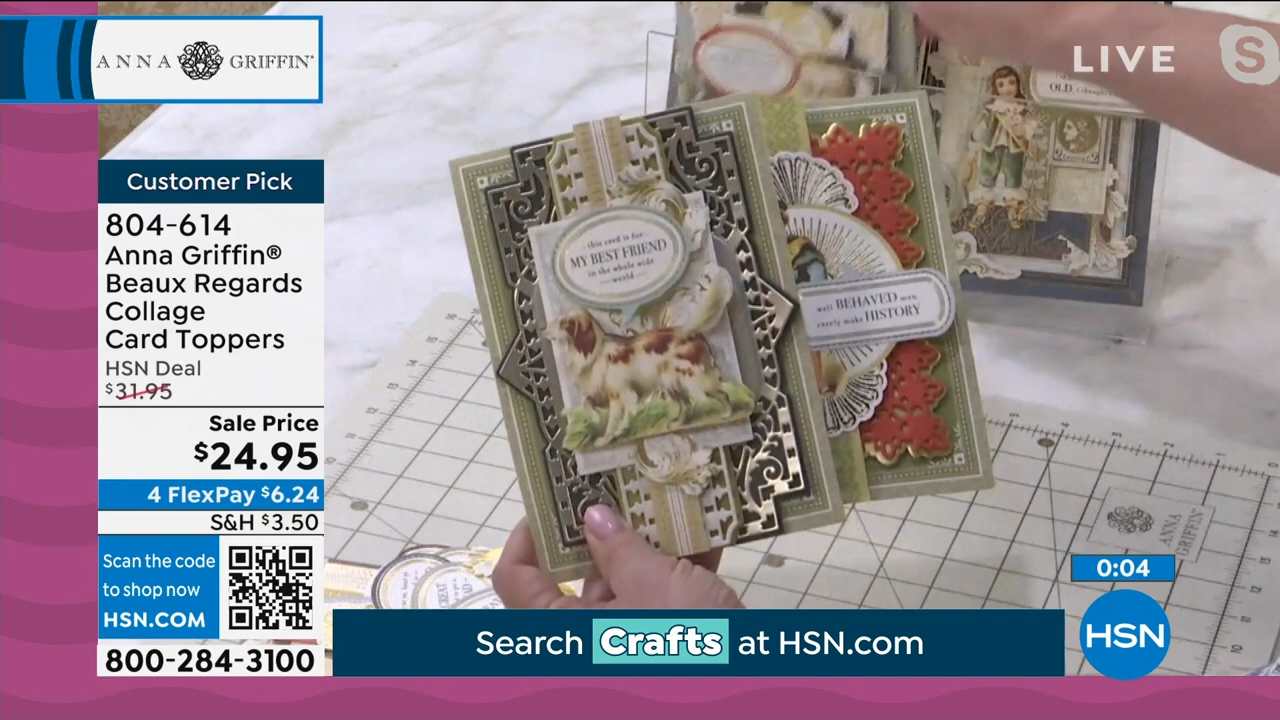 ANNA GRIFFIN®
LIVE
S
Customer Pick
804-614
Anna Griffin®
Beaux Regards
Collage
Card Toppers
HSN Deal
$31.95
Sale Price
$24.95
4 FlexPay $6.24
S&H $3.50
Scan the code
to shop now
HSN.COM
800-284-3100
this card is for
MY BEST FRIEND
in the whole wide
world
well BEHAVED men
rarely make HISTORY
OLD
ANNA
GRIFFIN
0:04
HSN
Search Crafts at HSN.com